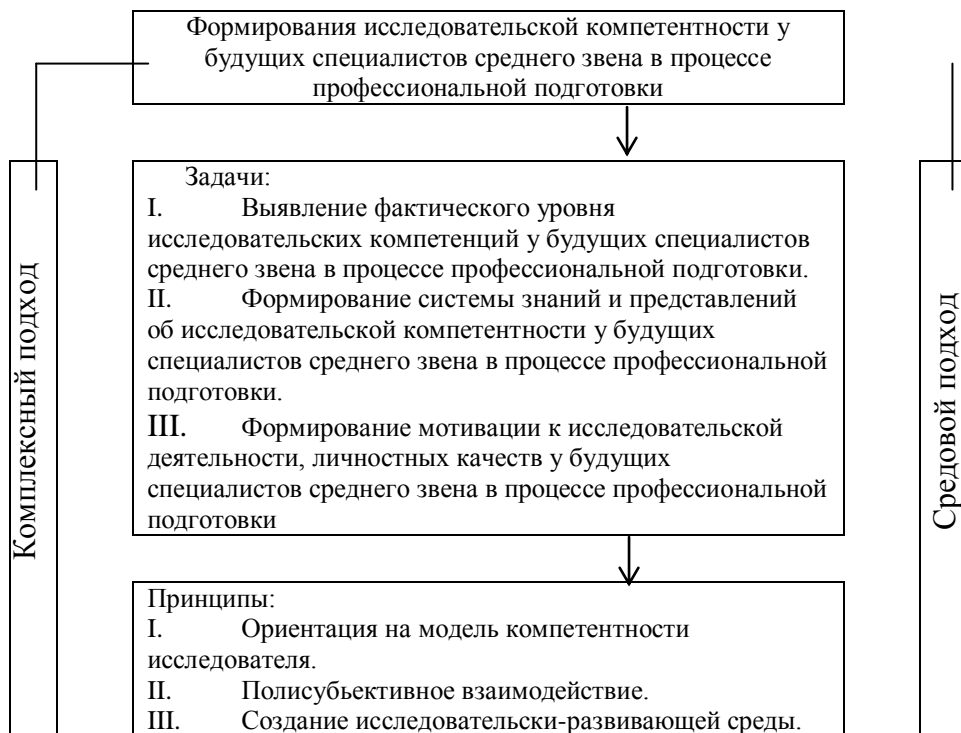 Формирования исследовательской компетентности у
будущих специалистов среднего звена в процессе
профессиональной подготовки
Комплексный подход
Задачи:
I. Выявление фактического уровня
исследовательских компетенций у будущих специалистов
среднего звена в процессе профессиональной подготовки.
II. Формирование системы знаний и представлений
об исследовательской компетентности у будущих
специалистов среднего звена в процессе профессиональной
подготовки.
III. Формирование мотивации к исследовательской
деятельности, личностных качеств у будущих
специалистов среднего звена в процессе профессиональной
подготовки
Средовой подход
Принципы:
I. Ориентация на модель компетентности
исследователя.
II. Полисубьективное взаимодействие.
III. Создание исследовательски-развивающей среды.